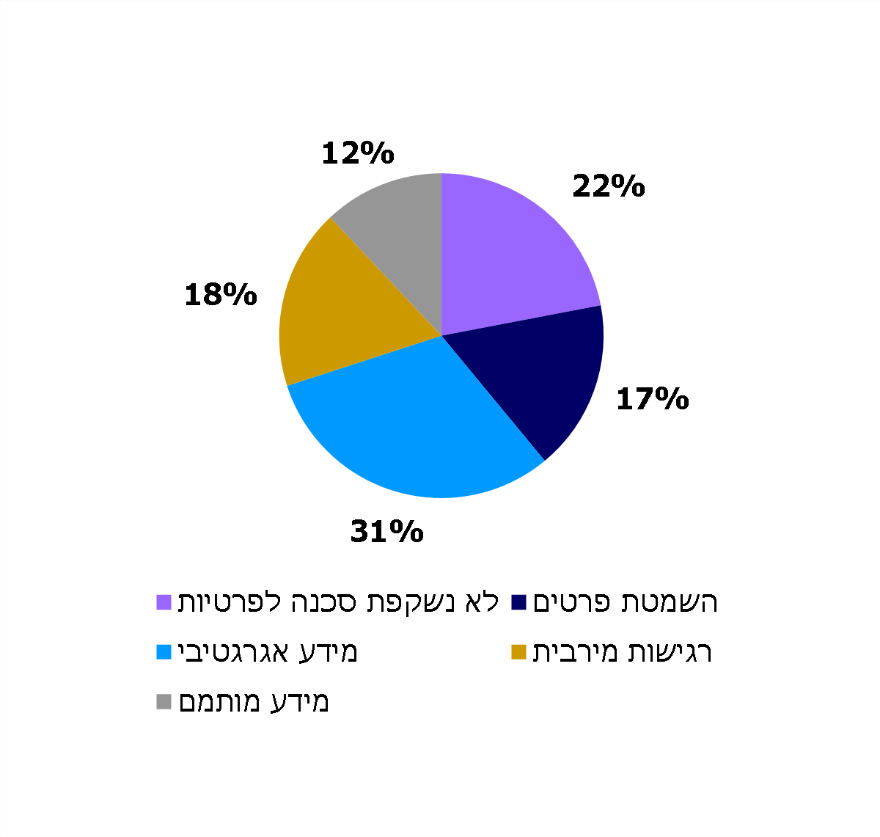 12%
22%
18%
17%
31%
לא נשקפת סכנה לפרטיות
השמטת פרטים
מידע אגרגטיבי
רגישות מירבית
מידע מותמם